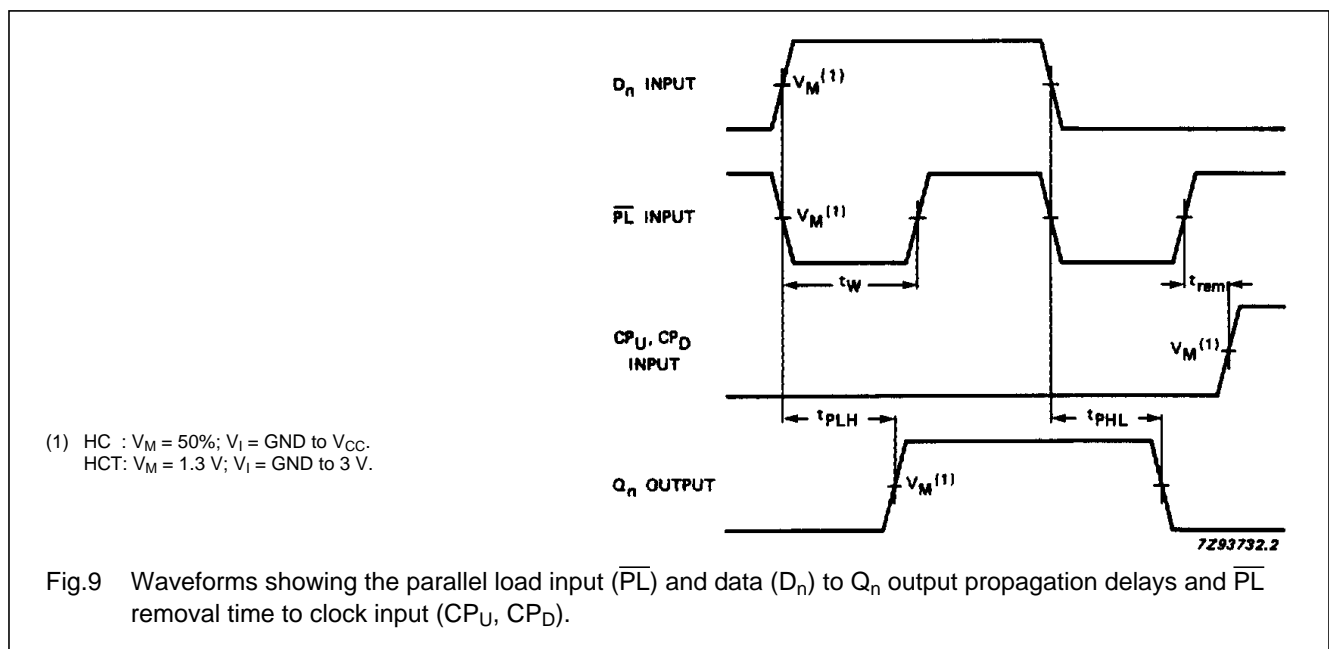 Dn INPUT
VM(1)
PL INPUT
VM(1)
tW
trem
CPU, CPD
INPUT
VM(1)
tPLH
tPHL
(1) HC : VM = 50%; VI = GND to VCC.
HCT: VM = 1.3 V; VI = GND to 3 V.
Qn OUTPUT
VM(1)
7Z93732.2
Fig.9 Waveforms showing the parallel load input (PL) and data (Dn) to Qn output propagation delays and PL
removal time to clock input (CPU, CPD).